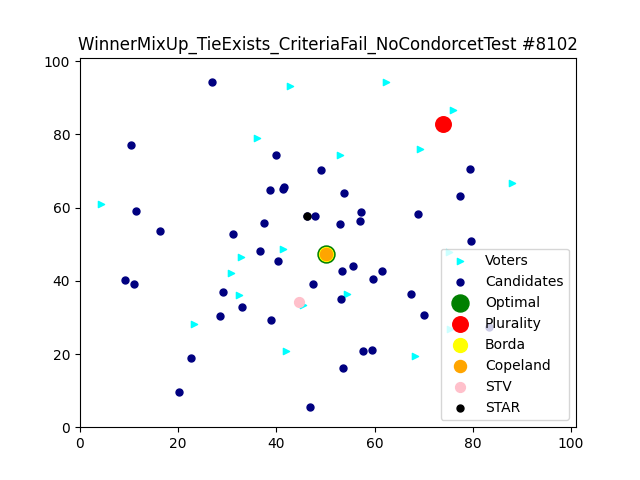 WinnerMixUp_TieExists_CriteriaFail_NoCondorcetTest #8102
100
80
60
40
20
0
0
20
40
60
80
100
Voters
Candidates
Optimal
Plurality
Borda
Copeland
STV
STAR